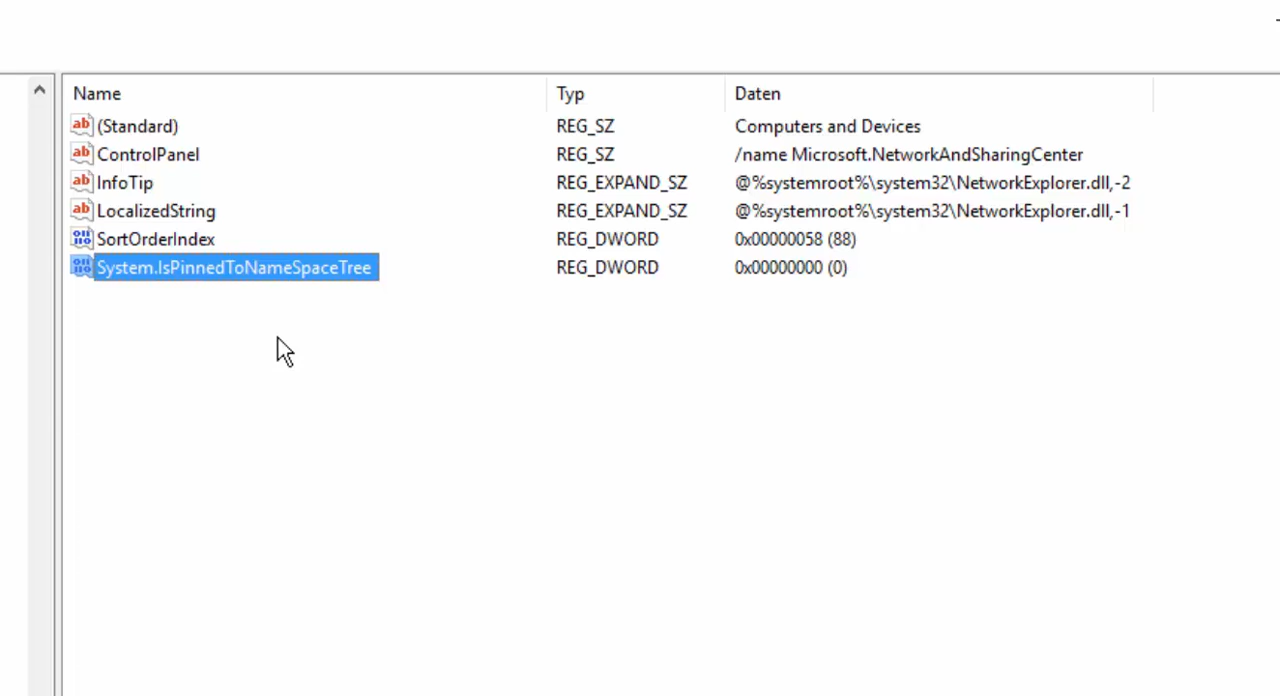 Name Typ Daten
(Standard) REG_SZ Computers and Devices
ControlPanel REG_SZ /name Microsoft.NetworkAndSharingCenter
InfoTip REG_EXPAND_SZ @%systemroot%\system32\NetworkExplorer.dll,-2
LocalizedString REG_EXPAND_SZ @%systemroot%\system32\NetworkExplorer.dll,-1
SortOrderIndex REG_DWORD 0x00000058 (88)
System.IsPinnedToNameSpaceTree REG_DWORD 0x00000000 (0)